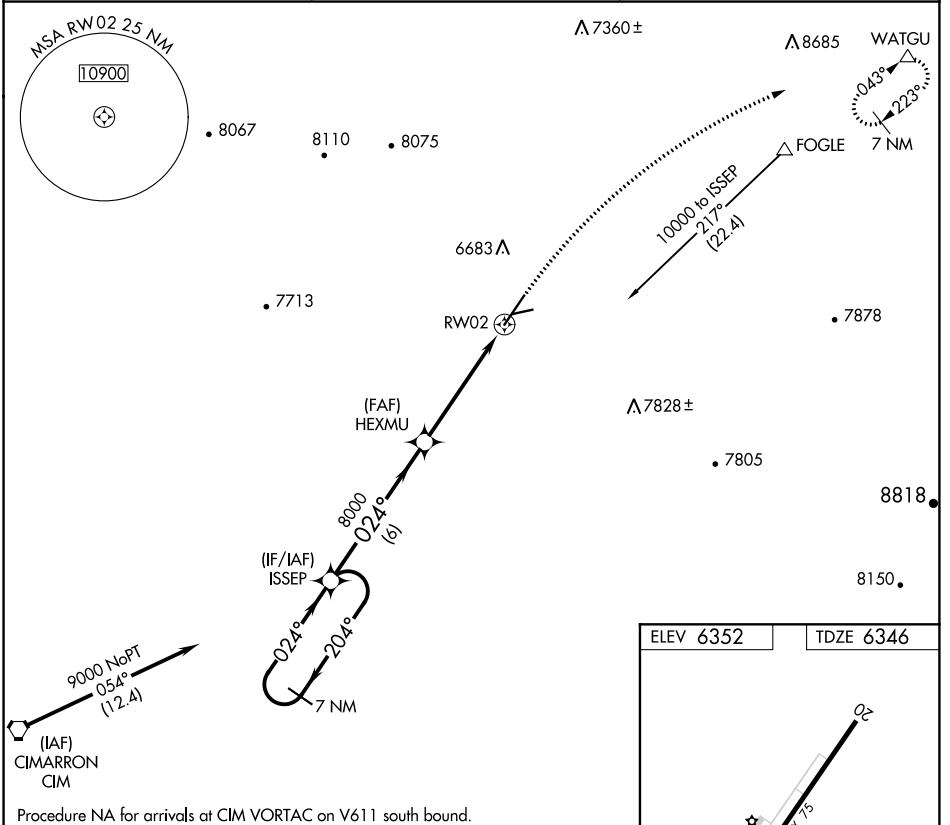 MSA RW02 25 NM
10900
7360±
8685
WATGU
043°
223°
7 NM
8067
8110
8075
FOGLE
10000 to ISSEP
217°
(22.4)
6683
7713
RW02
7878
(FAF)
HEXMU
7828±
7805
8818
8000
024°
(6)
(IF/IAF)
ISSEP
8150
024°
204°
7 NM
9000 NoPT
054°
(12.4)
(IAF)
CIMARRON
CIM
ELEV 6352
TDZE 6346
20
75
Procedure NA for arrivals at CIM VORTAC on V611 south bound.